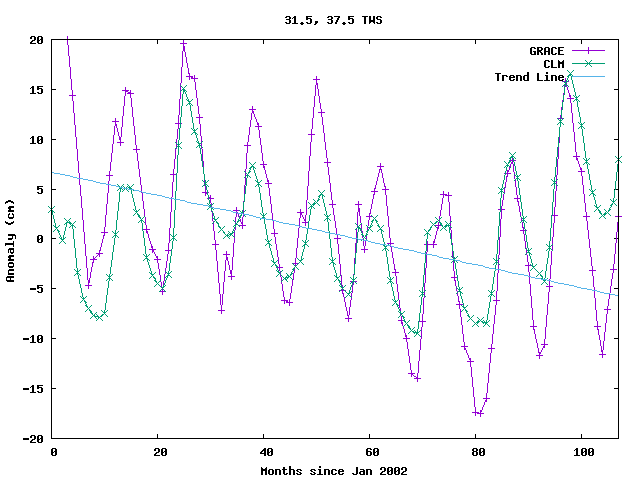 31.5, 37.5 TWS
GRACE
CLM
Trend Line
20
15
10
5
0
-5
-10
-15
-20
Anomaly (cm)
0 20 40 60 80 100
Months since Jan 2002